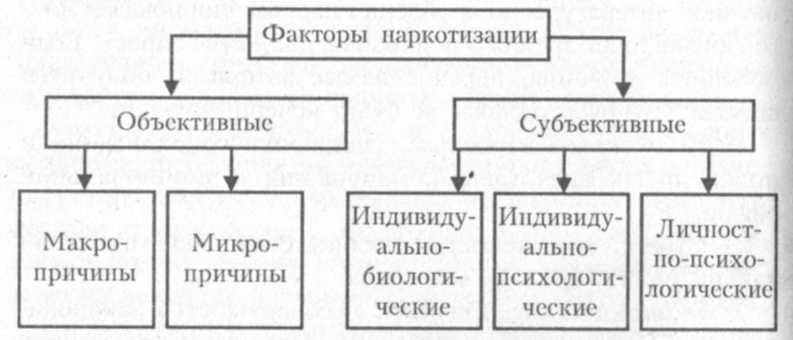 Факторы наркотизации
Объективные
Субъективные
Макро-
причины
Микро-
причины
Индивиду-
ально-
биологи-
ческие
Индивиду-
ально-
психологи-
ческие
Личност-
но-психо-
логические